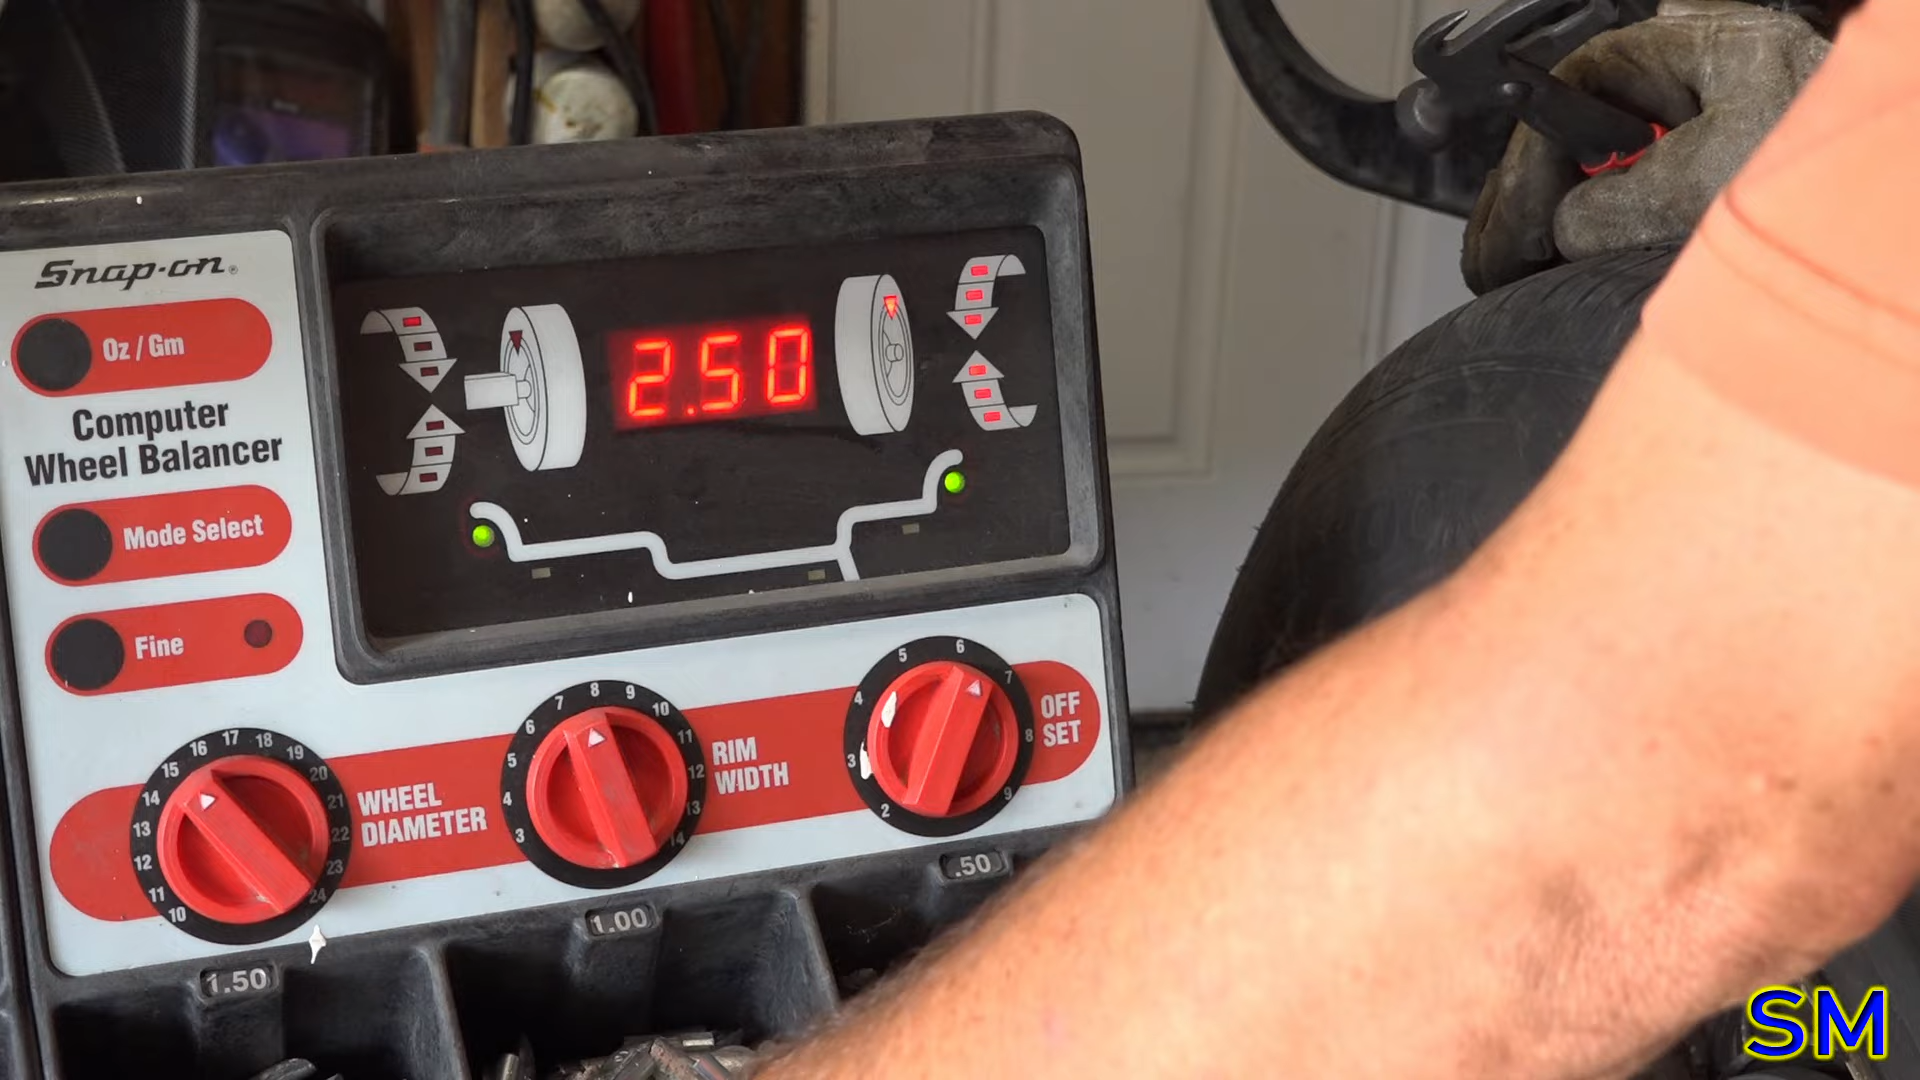 Snap-on®
Oz / Gm
Computer
Wheel Balancer
Mode Select
Fine
2.50
10 11 12 13 14 15 16 17 18 19 20 21 22 23 24
WHEEL
DIAMETER
3 4 5 6 7 8 9 10 11 12 13 14
RIM
WIDTH
2 3 4 5 6 7 8 9
OFF
SET
1.50
1.00
.50
SM